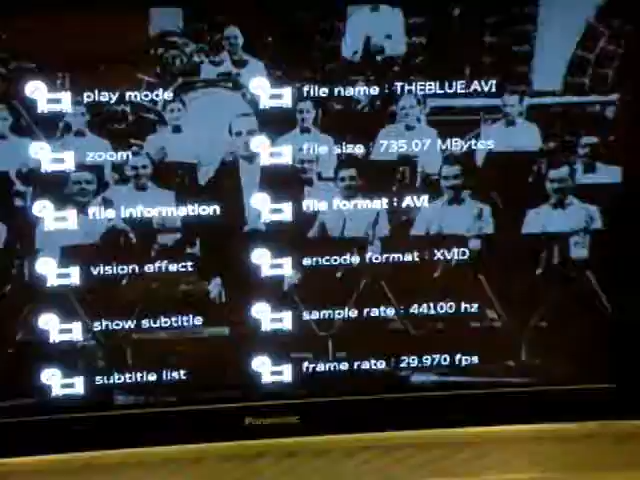 play mode
file name : THEBLUE.AVI
zoom
file size : 735.07 MBytes
file information
file format : AVI
vision effect
encode format : XVID
show subtitle
sample rate : 44100 hz
subtitle list
frame rate : 29.970 fps
Panasonic